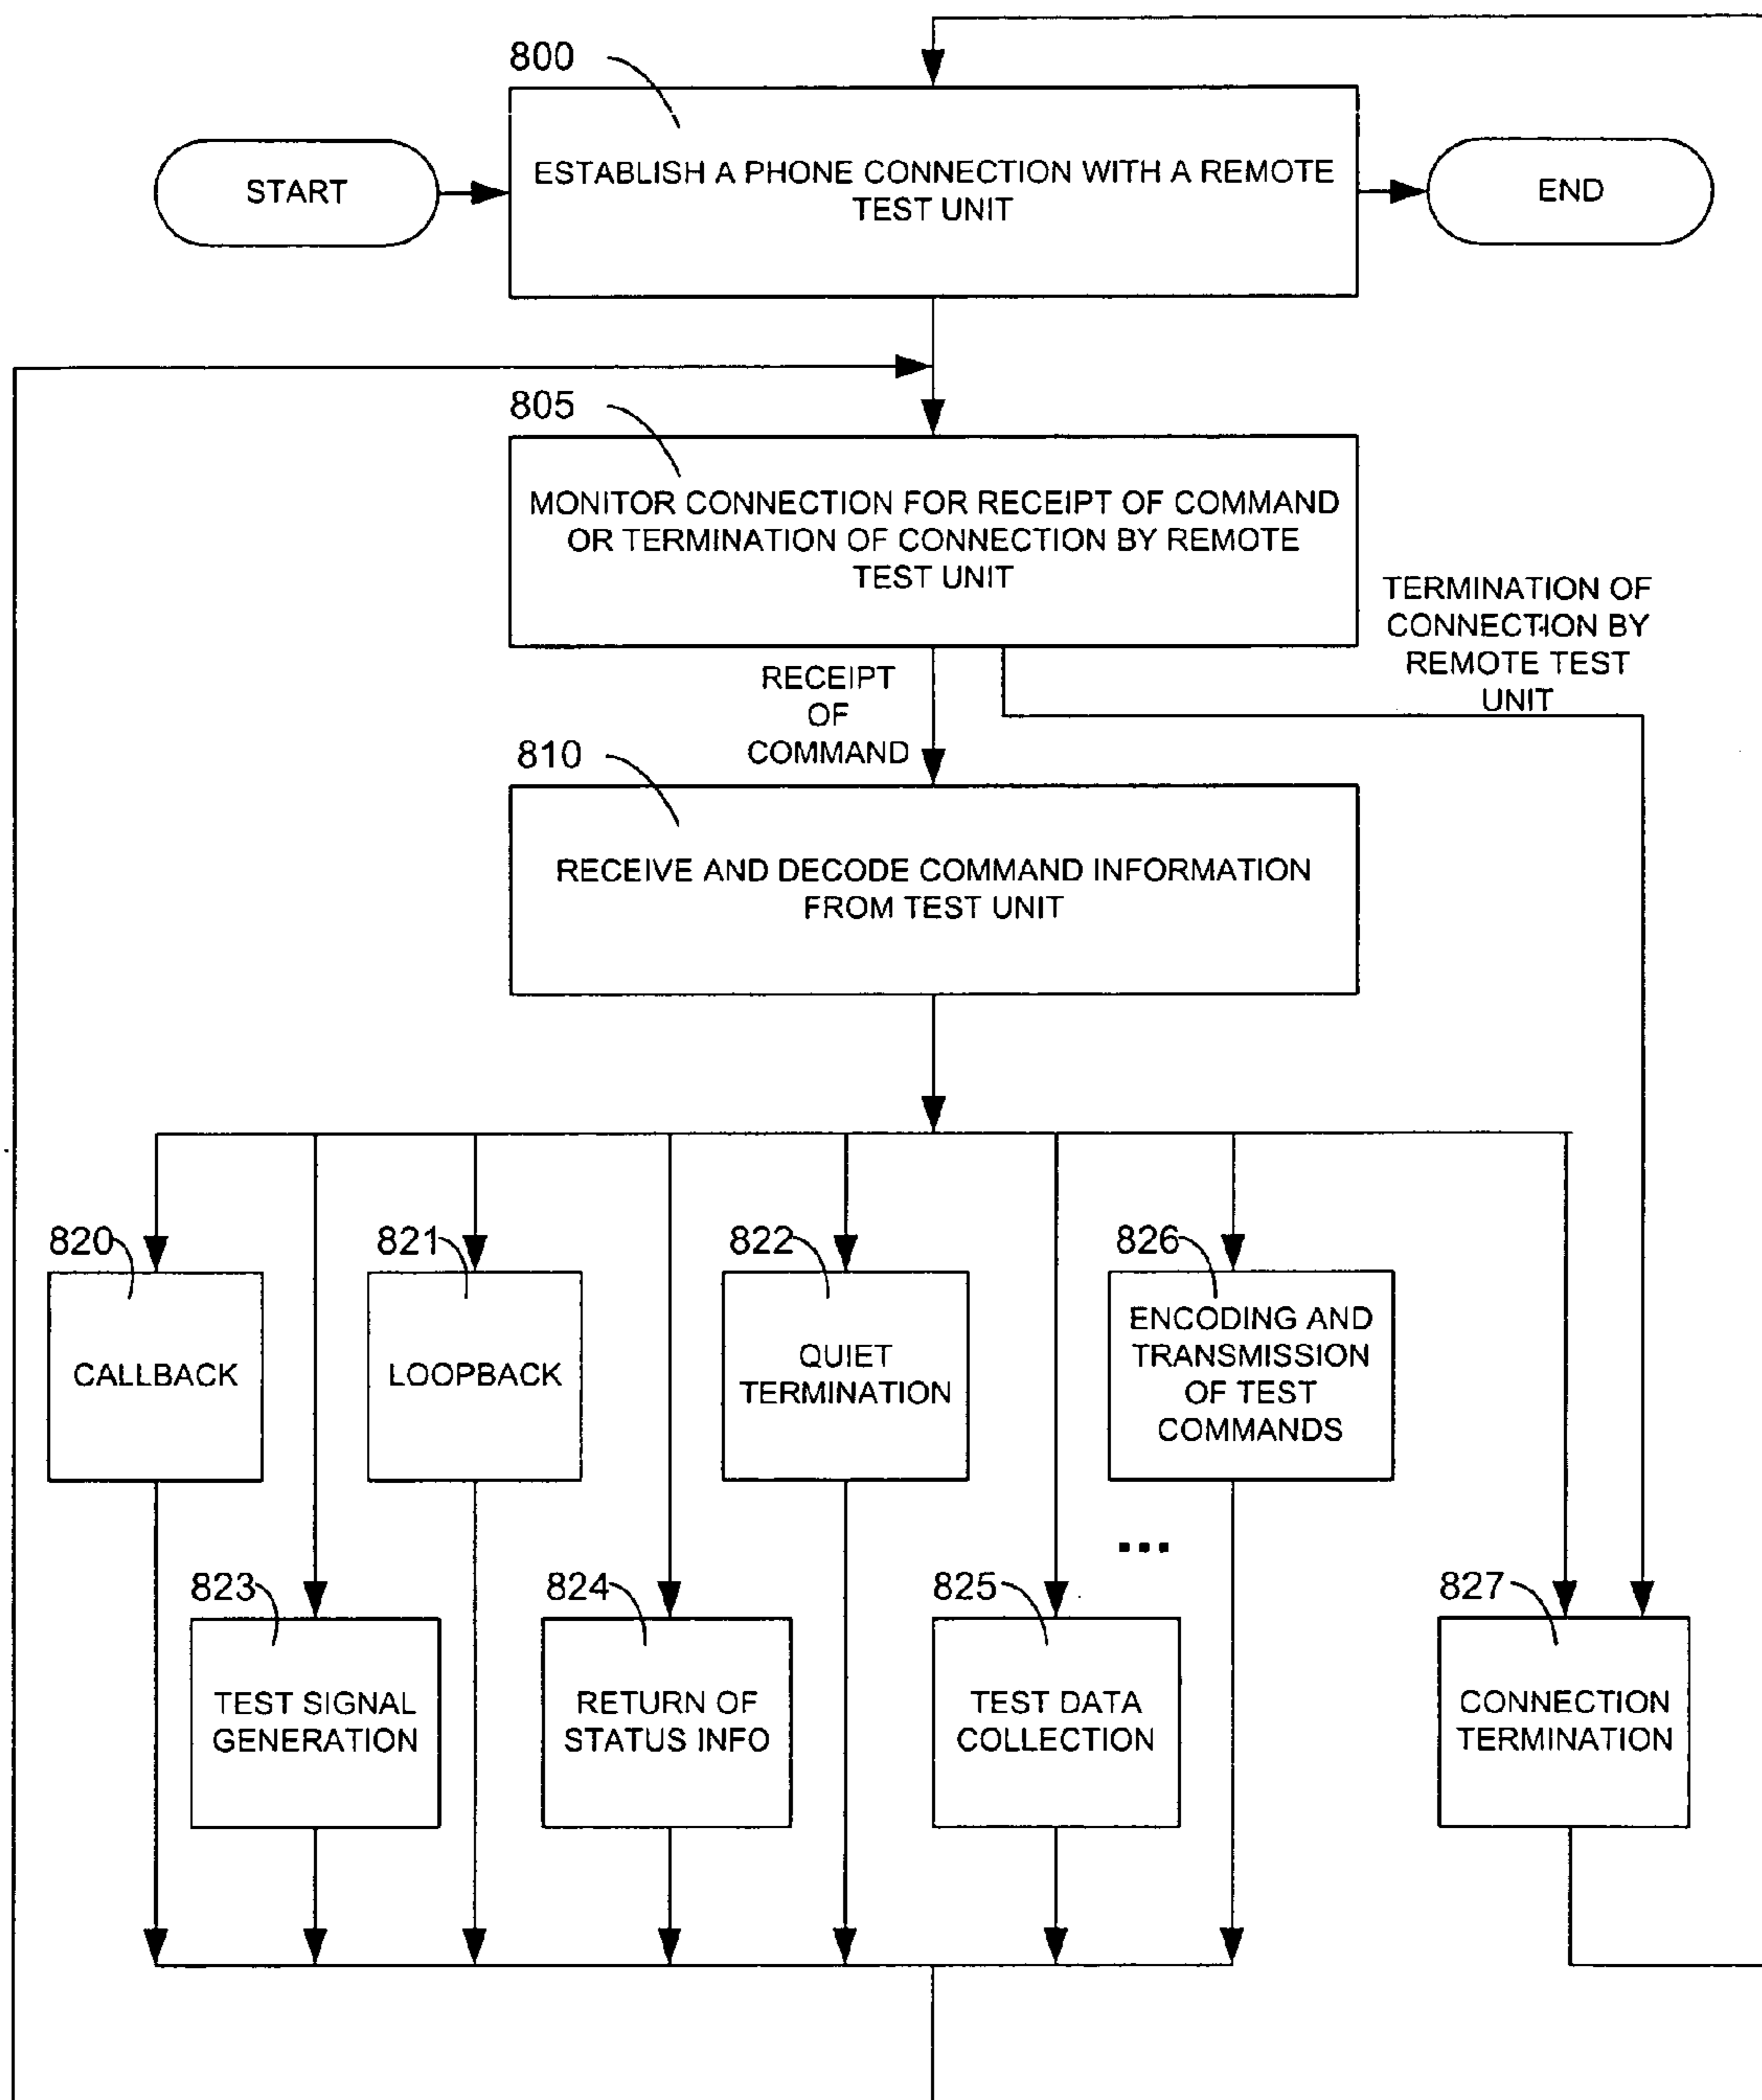 800
START
ESTABLISH A PHONE CONNECTION WITH A REMOTE
TEST UNIT
END
805
MONITOR CONNECTION FOR RECEIPT OF COMMAND
OR TERMINATION OF CONNECTION BY REMOTE
TEST UNIT
TERMINATION OF
CONNECTION BY
REMOTE TEST
UNIT
RECEIPT
OF
COMMAND
810
RECEIVE AND DECODE COMMAND INFORMATION
FROM TEST UNIT
820
CALLBACK
821
LOOPBACK
822
QUIET
TERMINATION
826
ENCODING AND
TRANSMISSION
OF TEST
COMMANDS
...
823
TEST SIGNAL
GENERATION
824
RETURN OF
STATUS INFO
825
TEST DATA
COLLECTION
827
CONNECTION
TERMINATION